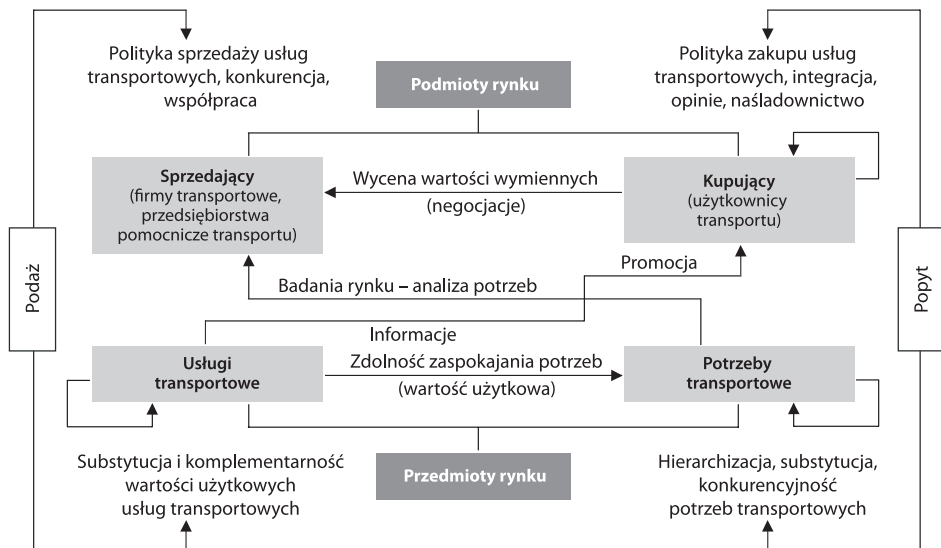 Polityka sprzedaży usług
transportowych, konkurencja,
współpraca
Polityka zakupu usług
transportowych, integracja,
opinie, naśladownictwo
Podmioty rynku
Sprzedający
(firmy transportowe,
przedsiębiorstwa
pomocnicze transportu)
Wycena wartości wymiennych
(negocjacje)
Kupujący
(użytkownicy
transportu)
Podaż
Popyt
Promocja
Badania rynku – analiza potrzeb
Informacje
Usługi
transportowe
Zdolność zaspokajania potrzeb
(wartość użytkowa)
Potrzeby
transportowe
Przedmioty rynku
Substytucja i komplementarność
wartości użytkowych
usług transportowych
Hierarchizacja, substytucja,
konkurencyjność
potrzeb transportowych